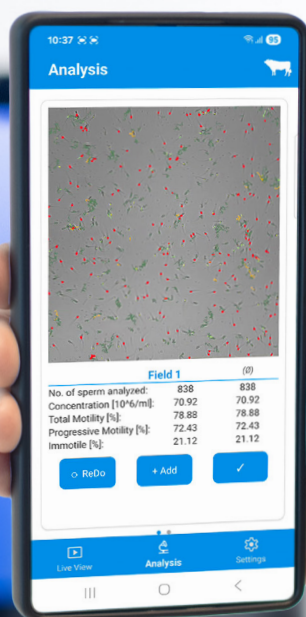 10:37 95
Analysis
Field 1 (Ø)
No. of sperm analyzed: 838 838
Concentration [10^6/ml]: 70.92 70.92
Total Motility [%]: 78.88 78.88
Progressive Motility [%]: 72.43 72.43
Immotile [%]: 21.12 21.12
ReDo + Add ✓
Live View Analysis Settings